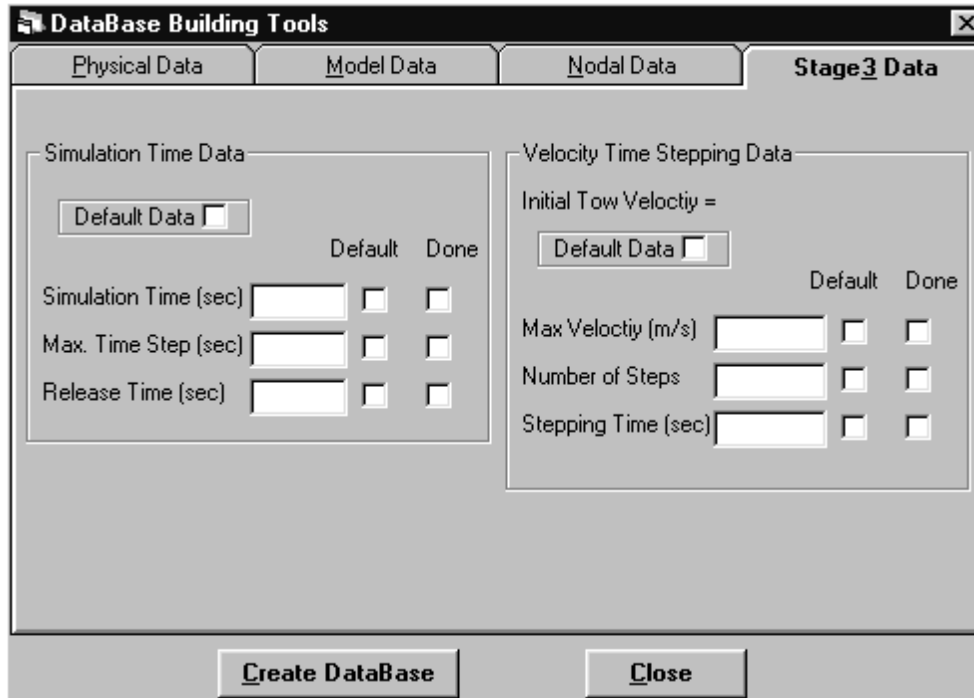 DataBase Building Tools
Physical Data Model Data Nodal Data Stage3 Data
Simulation Time Data
Default Data
Default Done
Simulation Time (sec)
Max. Time Step (sec)
Release Time (sec)
Velocity Time Stepping Data
Initial Tow Veloctiy =
Default Data
Default Done
Max Veloctiy (m/s)
Number of Steps
Stepping Time (sec)
Create DataBase Close